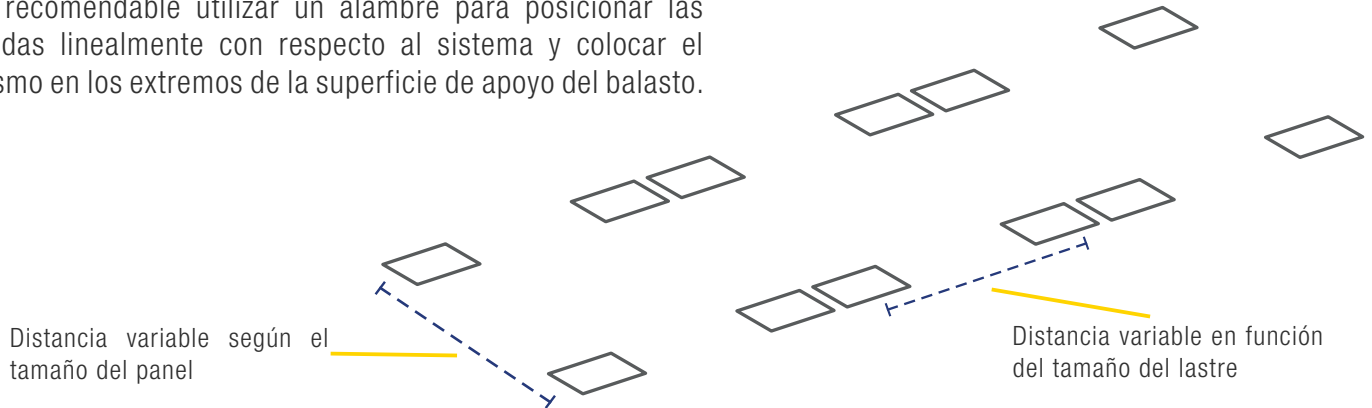 recomendable utilizar un alambre para posicionar las
linealmente con respecto al sistema y colocar el
en los extremos de la superficie de apoyo del balasto.
Distancia variable según el
tamaño del panel
Distancia variable en función
del tamaño del lastre